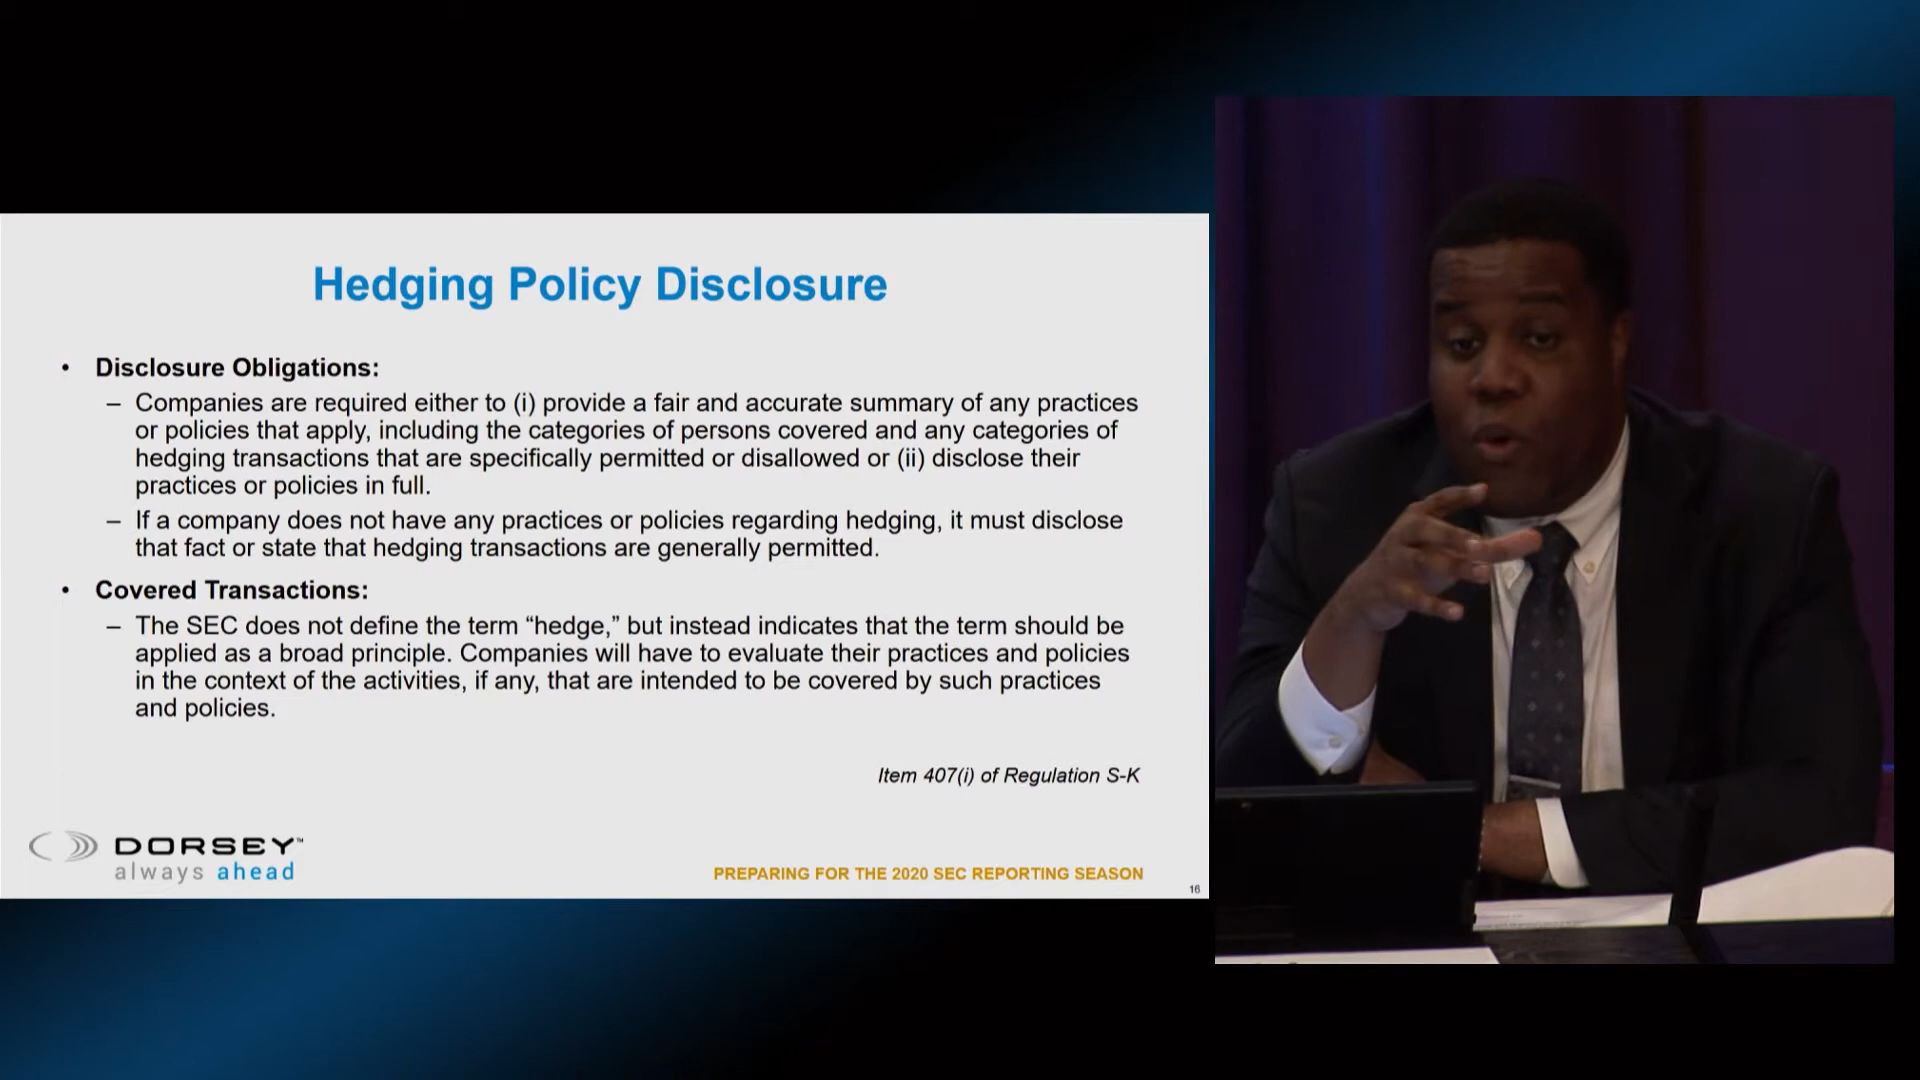 Hedging Policy Disclosure
• Disclosure Obligations:
– Companies are required either to (i) provide a fair and accurate summary of any practices
or policies that apply, including the categories of persons covered and any categories of
hedging transactions that are specifically permitted or disallowed or (ii) disclose their
practices or policies in full.
– If a company does not have any practices or policies regarding hedging, it must disclose
that fact or state that hedging transactions are generally permitted.
• Covered Transactions:
– The SEC does not define the term “hedge,” but instead indicates that the term should be
applied as a broad principle. Companies will have to evaluate their practices and policies
in the context of the activities, if any, that are intended to be covered by such practices
and policies.
Item 407(i) of Regulation S-K
DORSEY™
always ahead
PREPARING FOR THE 2020 SEC REPORTING SEASON
16